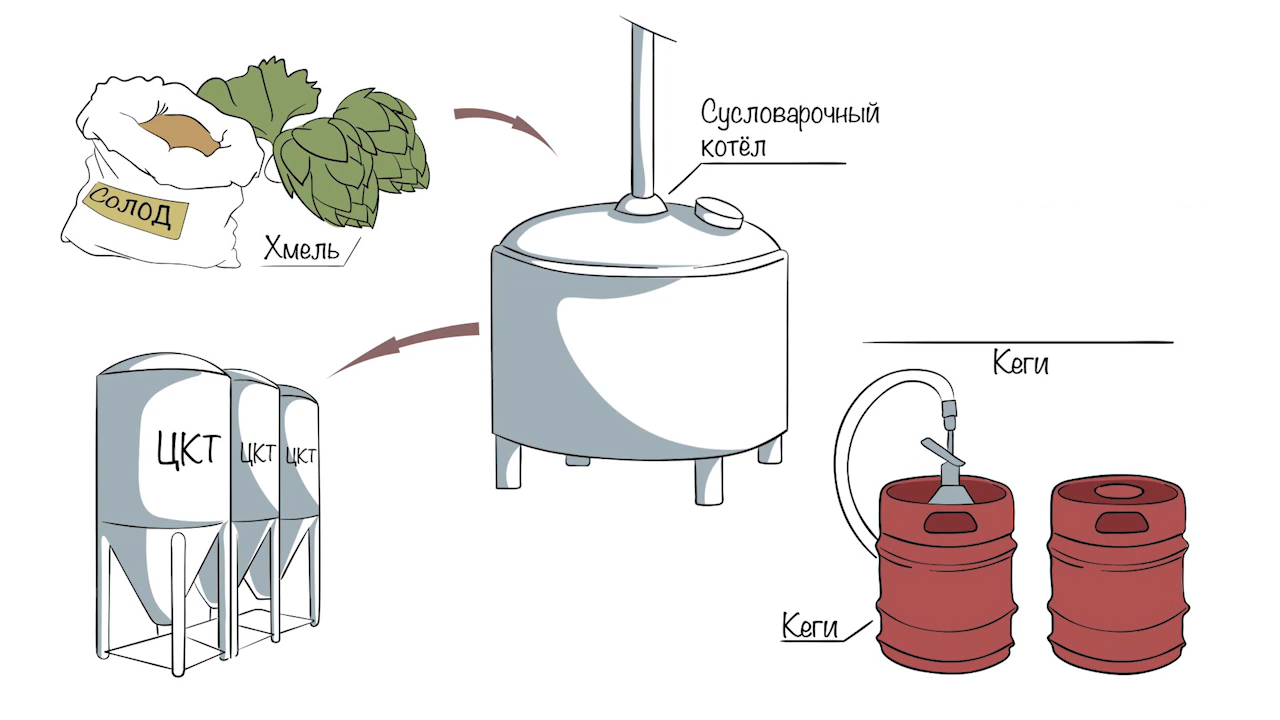 Солод
Хмель
Сусловарочный
котёл
ЦКТ
ЦКТ
ЦКТ
Кеги
Кеги